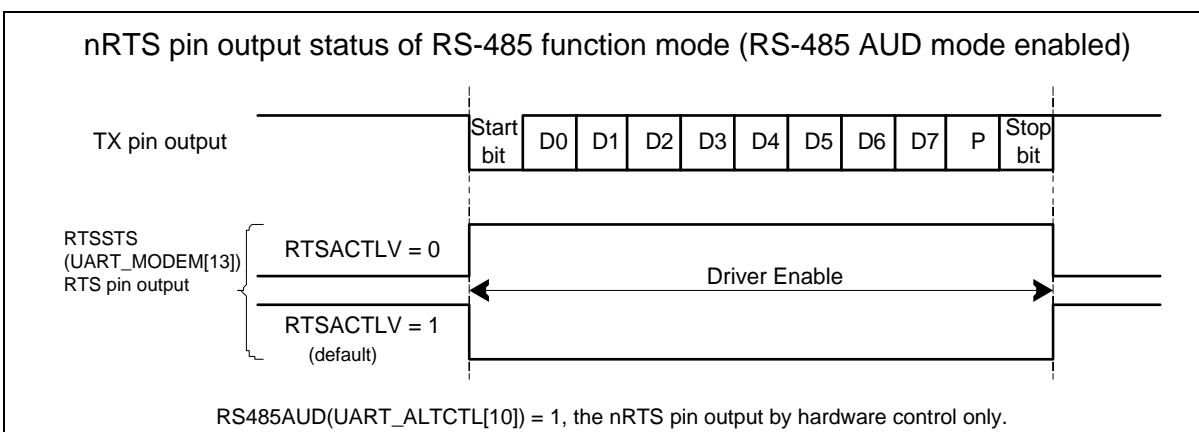 nRTS pin output status of RS-485 function mode (RS-485 AUD mode enabled)
TX pin output
Start bit
D0
D1
D2
D3
D4
D5
D6
D7
P
Stop bit
RTSSTS
(UART_MODEM[13])
RTS pin output
RTSACTLV = 0
Driver Enable
RTSACTLV = 1
(default)
RS485AUD(UART_ALTCTL[10]) = 1, the nRTS pin output by hardware control only.